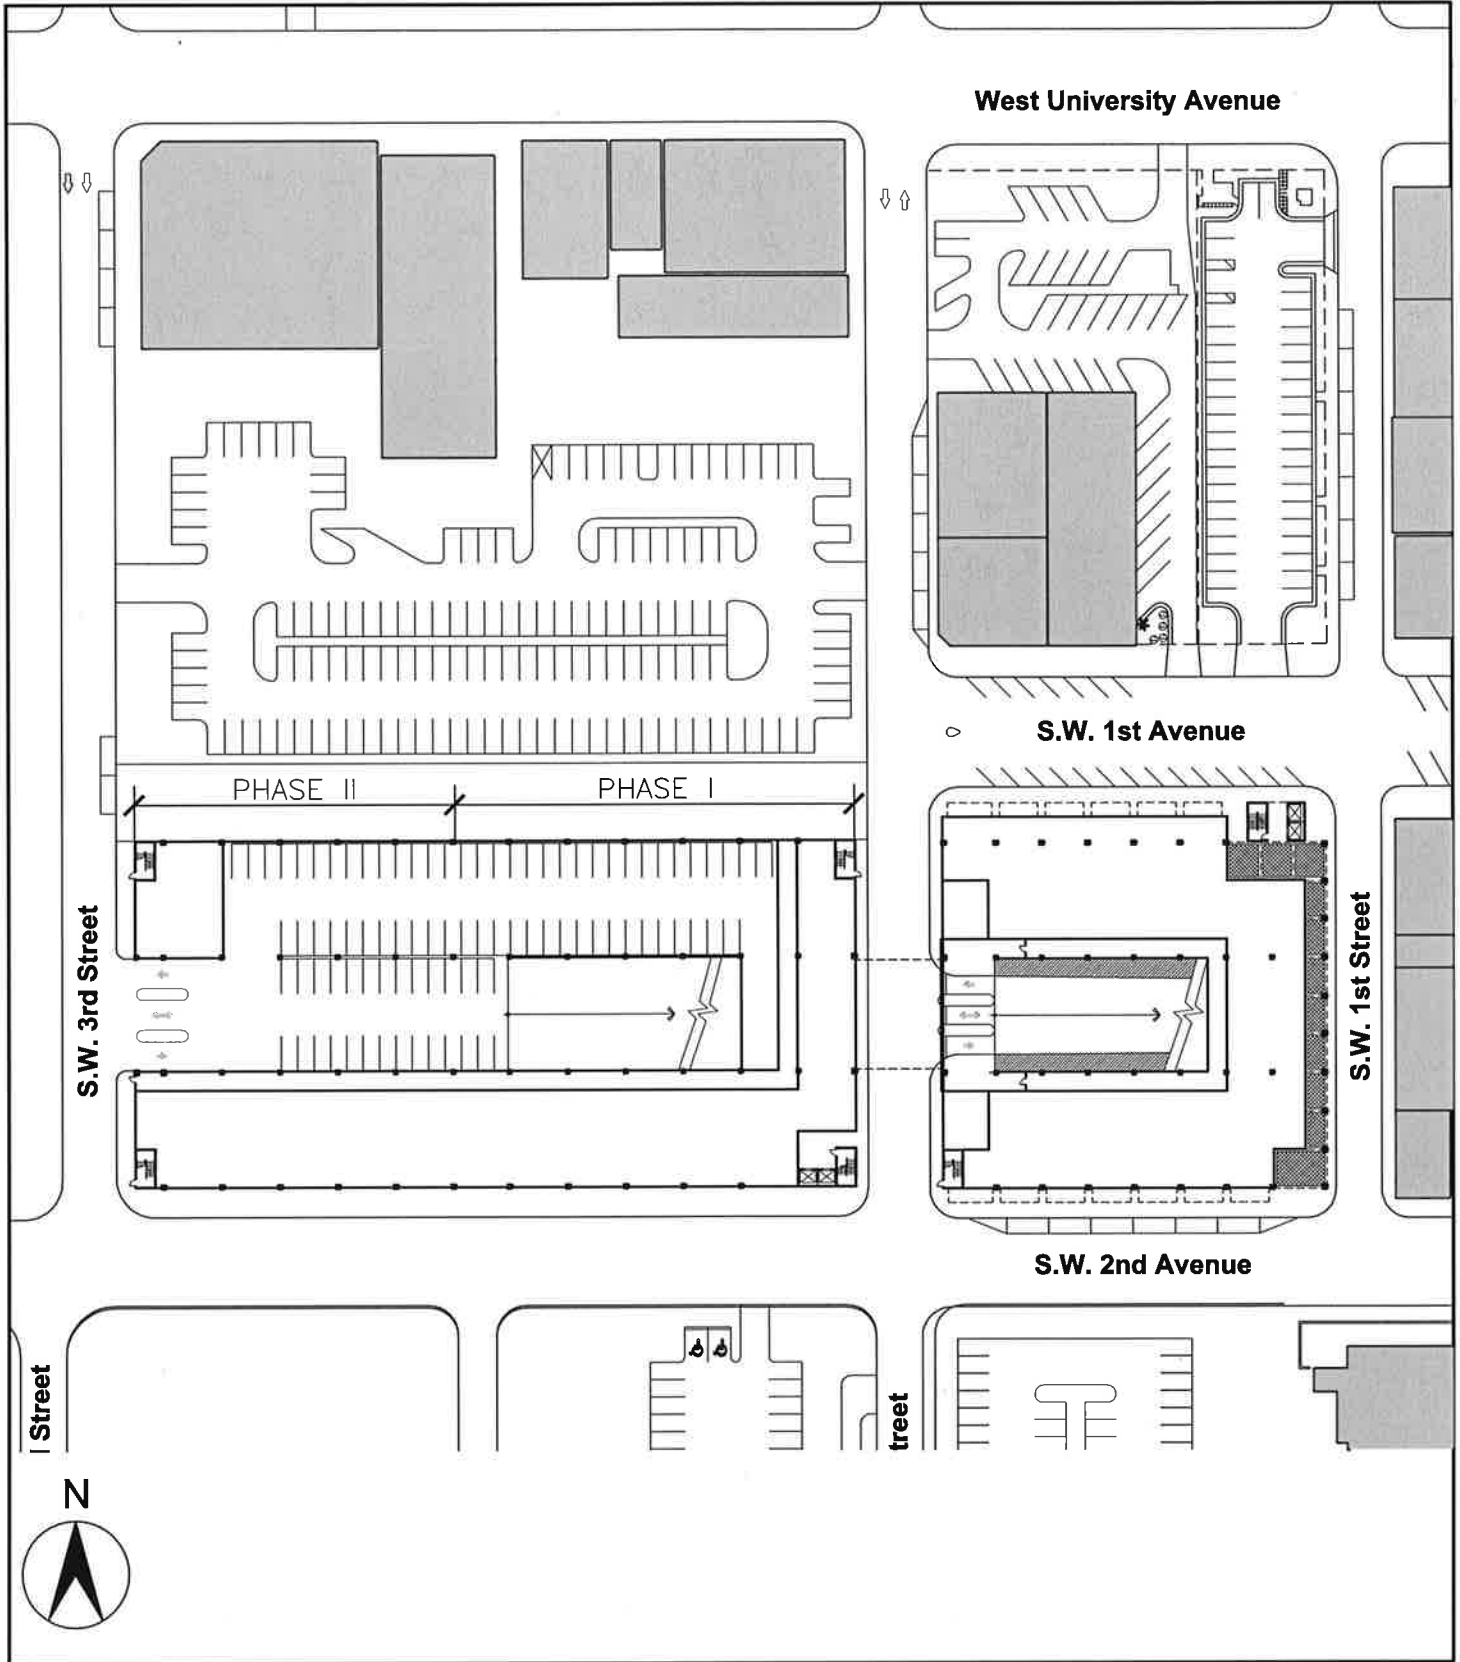 West University Avenue
S.W. 1st Avenue
PHASE II
PHASE I
S.W. 3rd Street
S.W. 1st Street
S.W. 2nd Avenue
Street
treet
N